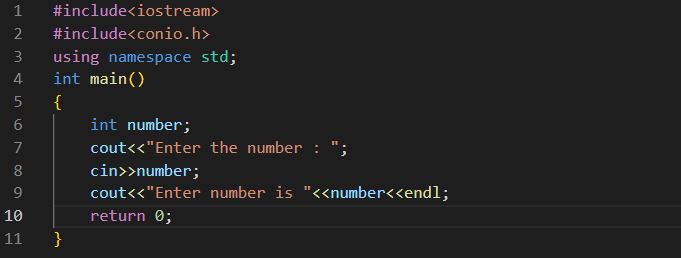 1 #include<iostream>
2 #include<conio.h>
3 using namespace std;
4 int main()
5 {
6     int number;
7     cout<<"Enter the number : ";
8     cin>>number;
9     cout<<"Enter number is "<<number<<endl;
10     return 0;
11 }